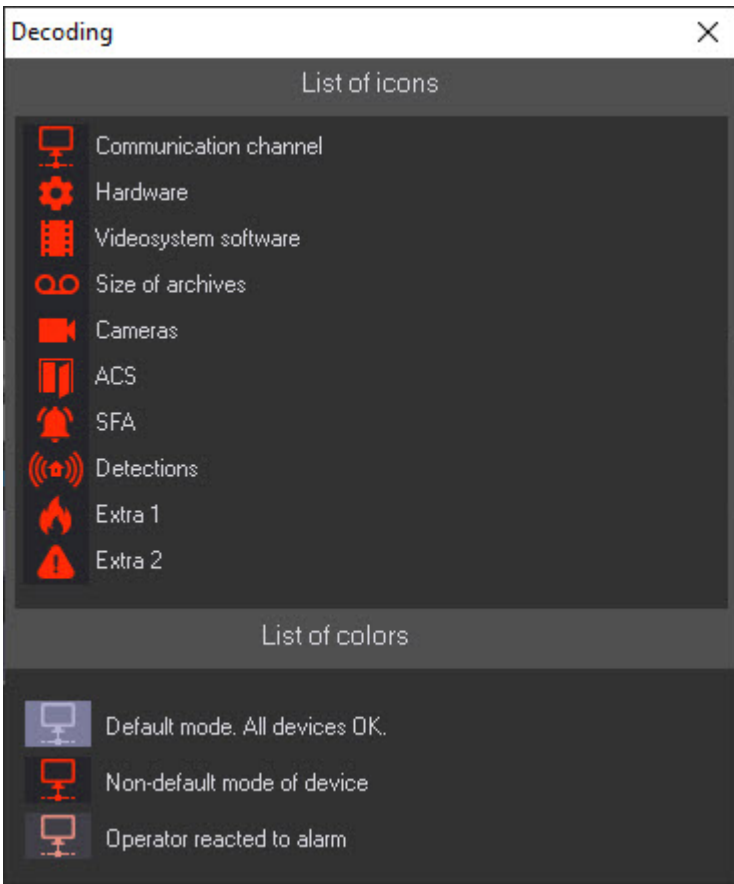 Decoding
List of icons
Communication channel
Hardware
Videosystem software
Size of archives
Cameras
ACS
SFA
Detections
Extra 1
Extra 2
List of colors
Default mode. All devices OK.
Non-default mode of device
Operator reacted to alarm